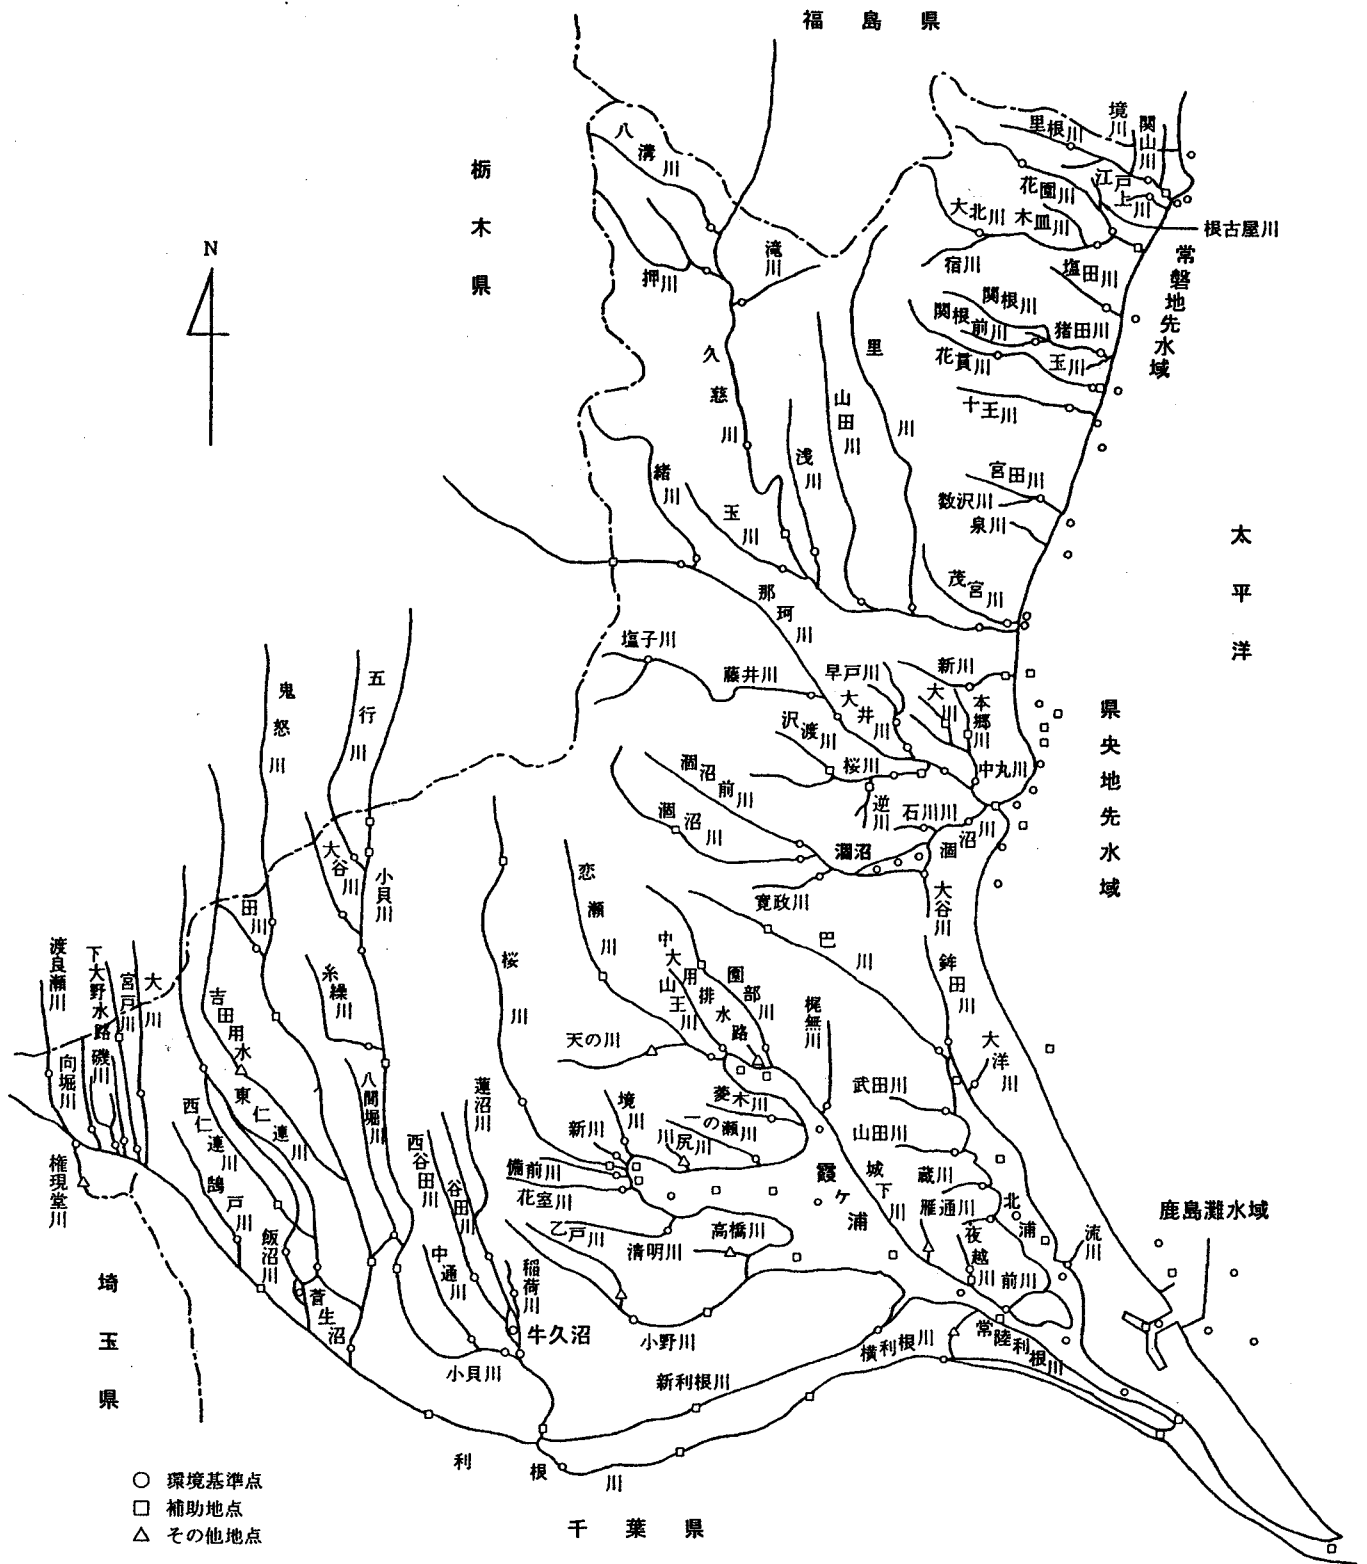 福島県
栃木県
N
八溝川
押川
滝川
久慈川
里根川
境川
関山川
江戸上川
花園川
大北川
木皿川
根古屋川
宿川
塩田川
常磐地先水域
関根川
関根前川
猪田川
花貫川
玉川
十王川
里川
山田川
浅川
緒川
玉川
宮田川
数沢川
泉川
茂宮川
太平洋
那珂川
塩子川
藤井川
早戸川
新川
大井川
大川
本郷川
沢渡川
桜川
中丸川
逆川
石川川
涸沼前川
涸沼川
涸沼
涸沼川
寛政川
大谷川
県央地先水域
鬼怒川
五行川
大谷川
小貝川
田川
糸繰川
桜川
恋瀬川
巴川
中大用排水路
山王川
園部川
梶無川
鉾田川
大洋川
天の川
渡良瀬川
下大野水路
宮戸川
大川
向堀川
磯川
吉田用水
東仁連川
西仁連川
八間堀川
蓮沼川
西谷田川
谷田川
権現堂川
鵠戸川
飯沼川
菅生沼
中通川
稲荷川
牛久沼
小貝川
菱木川
一の瀬川
川尻川
境川
新川
備前川
花室川
乙戸川
清明川
高橋川
小野川
霞ヶ浦
城下川
武田川
山田川
蔵川
雁通川
北浦
夜越川
前川
流川
鹿島灘水域
新利根川
横利根川
常陸利根川
利根川
埼玉県
千葉県
○ 環境基準点
□ 補助地点
△ その他地点